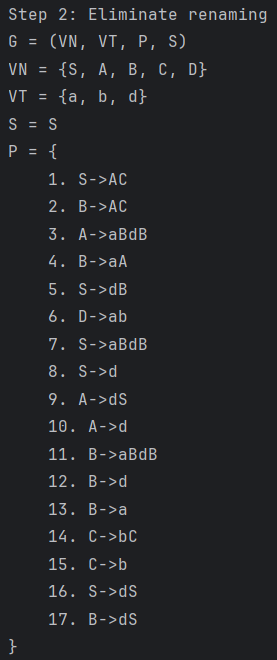 Step 2: Eliminate renaming
G = (VN, VT, P, S)
VN = {S, A, B, C, D}
VT = {a, b, d}
S = S
P = {
    1. S->AC
    2. B->AC
    3. A->aBdB
    4. B->aA
    5. S->dB
    6. D->ab
    7. S->aBdB
    8. S->d
    9. A->dS
    10. A->d
    11. B->aBdB
    12. B->d
    13. B->a
    14. C->bC
    15. C->b
    16. S->dS
    17. B->dS
}